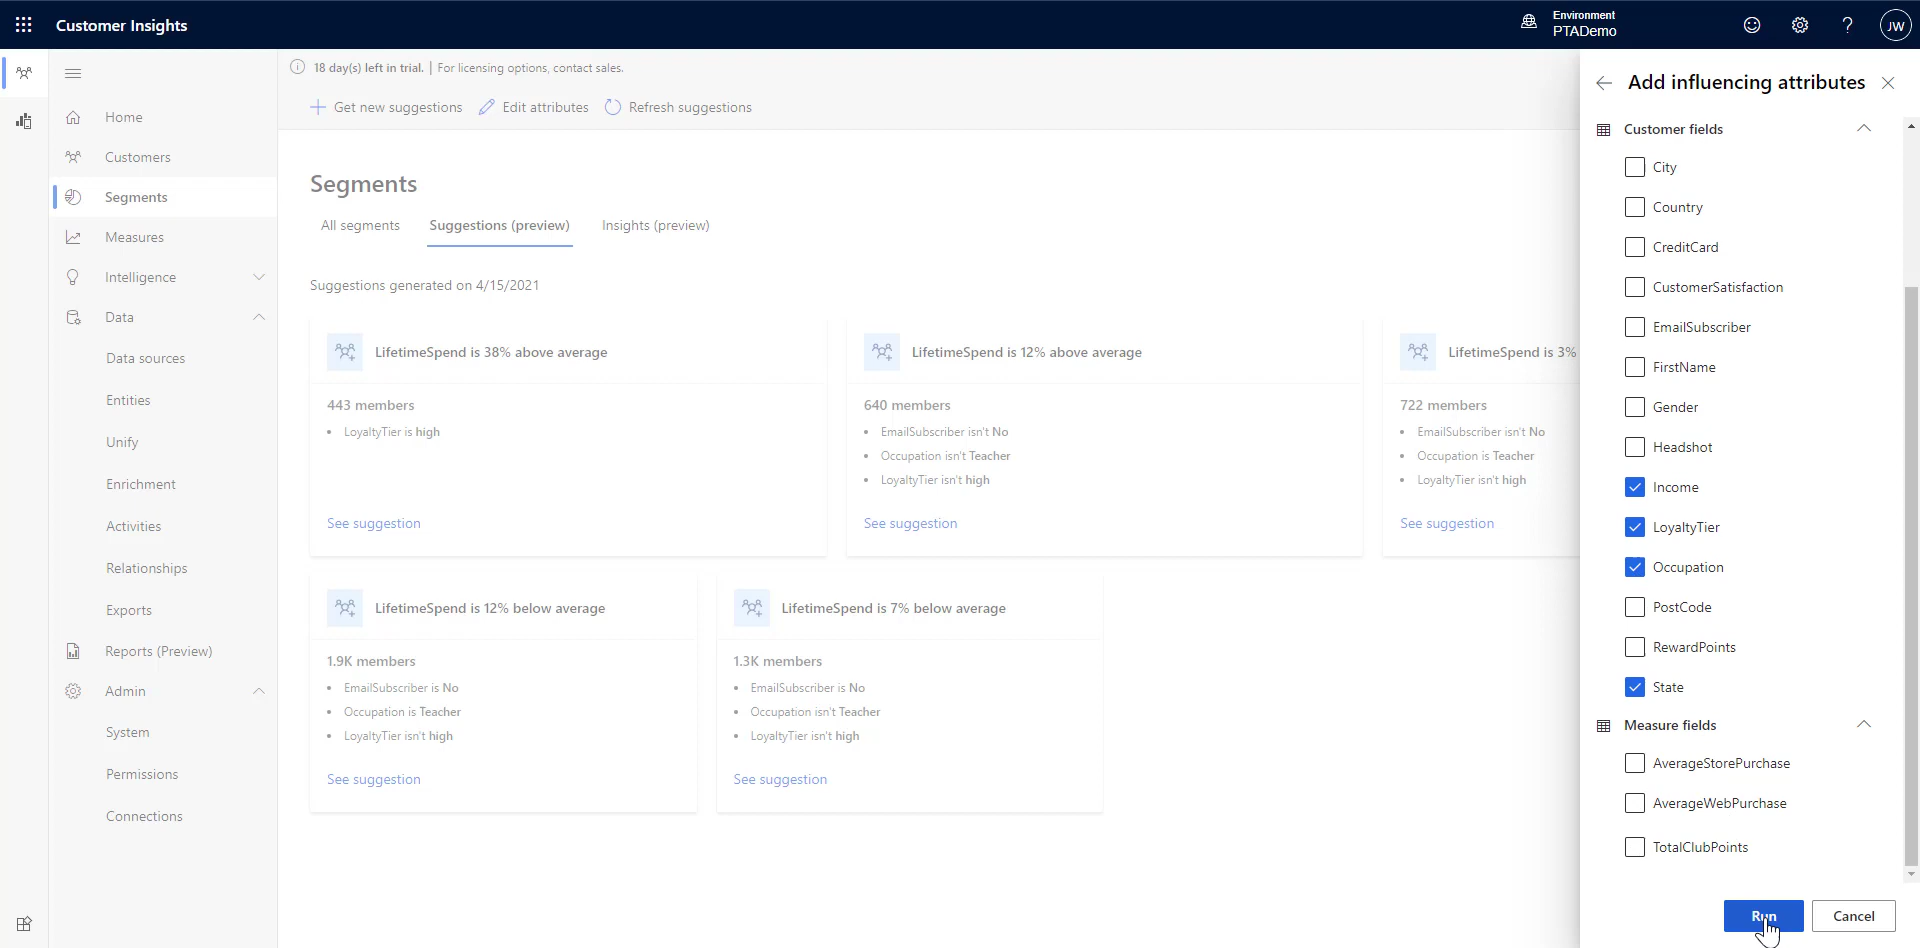 Customer Insights
Environment
PTADemo
?
JW
18 day(s) left in trial. | For licensing options, contact sales.
Get new suggestions
Edit attributes
Refresh suggestions
Home
Customers
Segments
Measures
Intelligence
Data
Data sources
Entities
Unify
Enrichment
Activities
Relationships
Exports
Reports (Preview)
Admin
System
Permissions
Connections
Segments
All segments
Suggestions (preview)
Insights (preview)
Suggestions generated on 4/15/2021
LifetimeSpend is 38% above average
443 members
• LoyaltyTier is high
See suggestion
LifetimeSpend is 12% above average
640 members
• EmailSubscriber isn't No
• Occupation isn't Teacher
• LoyaltyTier isn't high
See suggestion
LifetimeSpend is 3%
722 members
• EmailSubscriber isn't No
• Occupation is Teacher
• LoyaltyTier isn't high
See suggestion
LifetimeSpend is 12% below average
1.9K members
• EmailSubscriber is No
• Occupation is Teacher
• LoyaltyTier isn't high
See suggestion
LifetimeSpend is 7% below average
1.3K members
• EmailSubscriber is No
• Occupation isn't Teacher
• LoyaltyTier isn't high
See suggestion
Add influencing attributes
Customer fields
City
Country
CreditCard
CustomerSatisfaction
EmailSubscriber
FirstName
Gender
Headshot
Income
LoyaltyTier
Occupation
PostCode
RewardPoints
State
Measure fields
AverageStorePurchase
AverageWebPurchase
TotalClubPoints
Run
Cancel